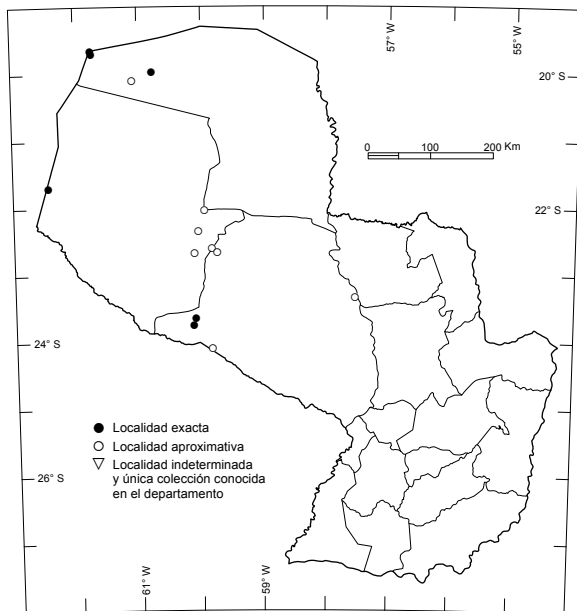 57° W
55° W
20° S
0 100 200 Km
22° S
24° S
Localidad exacta
Localidad aproximativa
Localidad indeterminada
y única colección conocida
en el departamento
26° S
61° W
59° W